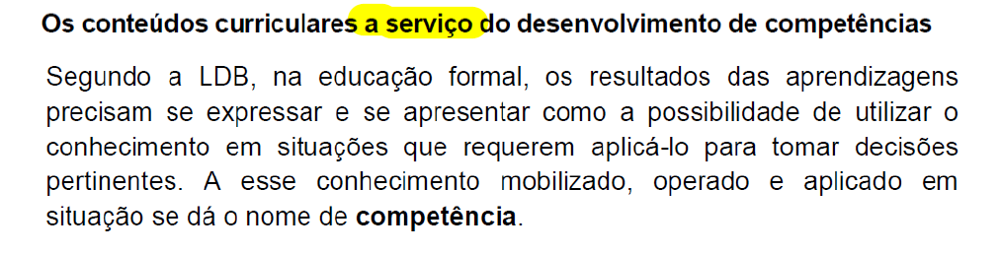 Os conteúdos curriculares a serviço do desenvolvimento de competências
Segundo a LDB, na educação formal, os resultados das aprendizagens
precisam se expressar e se apresentar como a possibilidade de utilizar o
conhecimento em situações que requerem aplicá-lo para tomar decisões
pertinentes. A esse conhecimento mobilizado, operado e aplicado em
situação se dá o nome de competência.